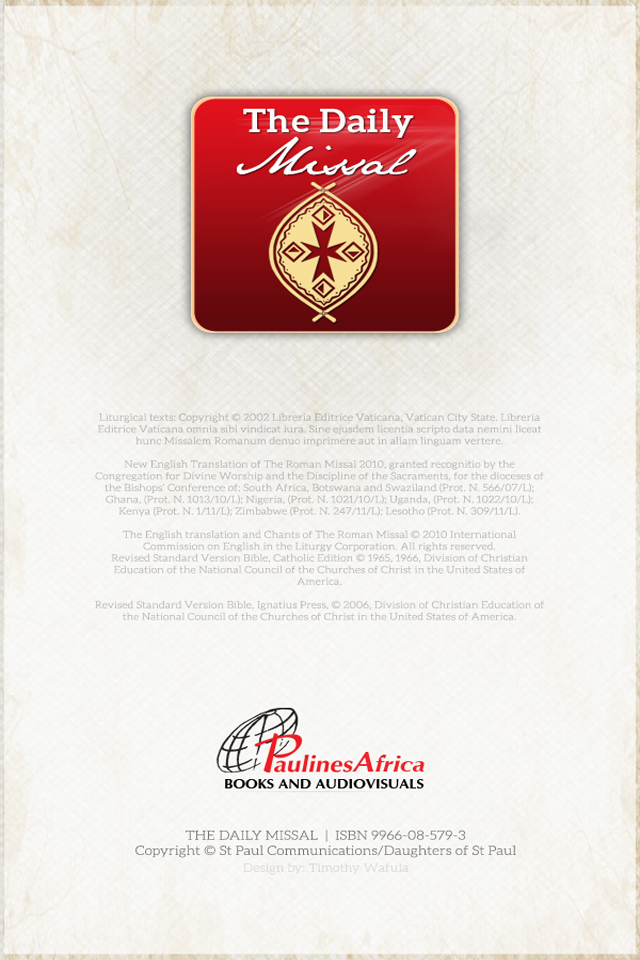 The Daily
Missal
Liturgical texts: Copyright © 2002 Libreria Editrice Vaticana, Vatican City State. Libreria
Editrice Vaticana omnia sibi vindicat iura. Sine ejusdem licentia scripto data nemini liceat
hunc Missalem Romanum denuo imprimere aut in allam linguam vertere.
New English Translation of The Roman Missal 2010, granted recognitio by the
Congregation for Divine Worship and the Discipline of the Sacraments, for the dioceses of
the Bishops' Conference of: South Africa, Botswana and Swaziland (Prot. N. 566/07/L);
Ghana, (Prot. N. 1013/10/L); Nigeria, (Prot. N. 1021/10/L); Uganda, (Prot. N. 1022/10/L);
Kenya (Prot. N. 1/11/L); Zimbabwe (Prot. N. 247/11/L); Lesotho (Prot. N. 309/11/L).
The English translation and Chants of The Roman Missal © 2010 International
Commission on English in the Liturgy Corporation. All rights reserved.
Revised Standard Version Bible, Catholic Edition © 1965, 1966, Division of Christian
Education of the National Council of the Churches of Christ in the United States of
America.
Revised Standard Version Bible, Ignatius Press, © 2006, Division of Christian Education of
the National Council of the Churches of Christ in the United States of America.
PaulinesAfrica
BOOKS AND AUDIOVISUALS
THE DAILY MISSAL | ISBN 9966-08-579-3
Copyright © St Paul Communications/Daughters of St Paul
Design by: Timothy Wafula